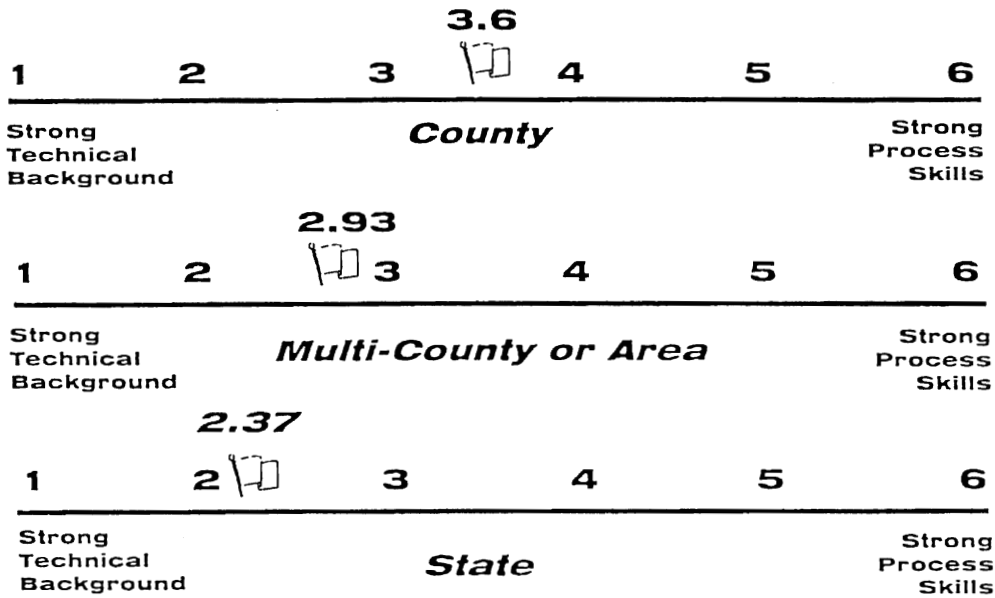 3.6
1 2 3 4 5 6
Strong
Technical
Background
County
Strong
Process
Skills
2.93
1 2 3 4 5 6
Strong
Technical
Background
Multi-County or Area
Strong
Process
Skills
2.37
1 2 3 4 5 6
Strong
Technical
Background
State
Strong
Process
Skills